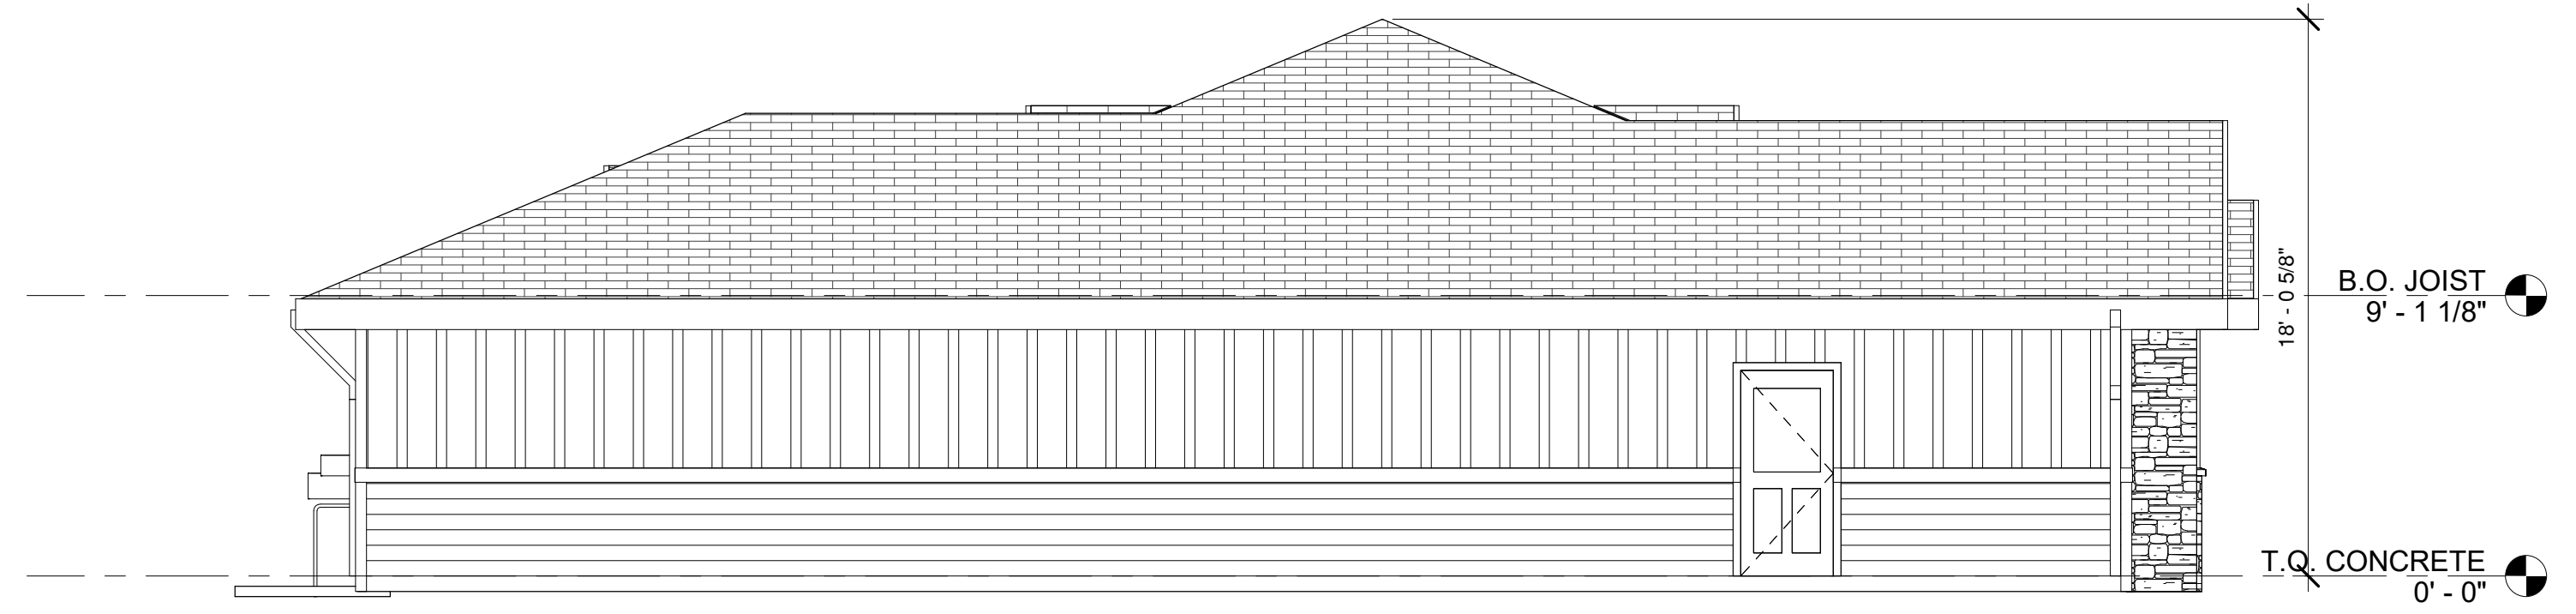 18' - 0 5/8"
B.O. JOIST
9' - 1 1/8"
T.O. CONCRETE
0' - 0"